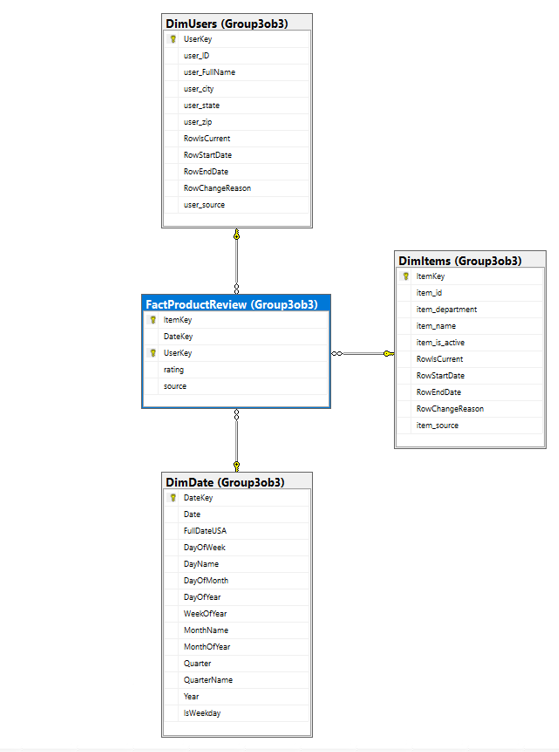 DimUsers (Group3ob3)
UserKey
user_ID
user_FullName
user_city
user_state
user_zip
RowIsCurrent
RowStartDate
RowEndDate
RowChangeReason
user_source
DimItems (Group3ob3)
ItemKey
item_id
item_department
item_name
item_is_active
RowIsCurrent
RowStartDate
RowEndDate
RowChangeReason
item_source
FactProductReview (Group3ob3)
ItemKey
DateKey
UserKey
rating
source
DimDate (Group3ob3)
DateKey
Date
FullDateUSA
DayOfWeek
DayName
DayOfMonth
DayOfYear
WeekOfYear
MonthName
MonthOfYear
Quarter
QuarterName
Year
IsWeekday